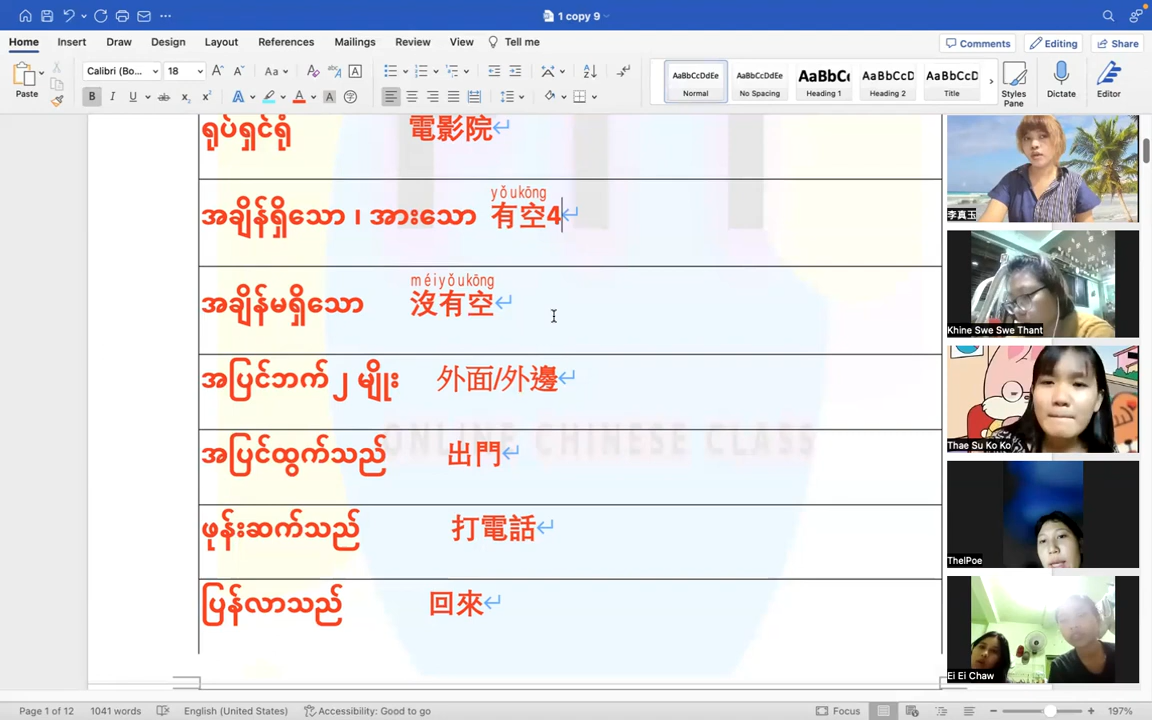 1 copy 9
Home Insert Draw Design Layout References Mailings Review View Tell me Comments Editing Share
Paste Calibri (Bo... 18 AaBbCcDdEe Normal AaBbCcDdEe No Spacing AaBbCc Heading 1 AaBbCcD Heading 2 AaBbCcD Title Styles Pane Dictate Editor
ရုပ်ရှင်ရုံ 電影院
yǒukōng
အချိန်ရှိသော ၊ အားသော 有空4
méiyǒukōng
အချိန်မရှိသော 沒有空
အပြင်ဘက် ၂ မျိုး 外面/外邊
ONLINE CHINESE CLASS
အပြင်ထွက်သည် 出門
ဖုန်းဆက်သည် 打電話
ပြန်လာသည် 回來
李真玉
Khine Swe Swe Thant
Thae Su Ko Ko
ThelPoe
Ei Ei Chaw
Page 1 of 12 1041 words English (United States) Accessibility: Good to go Focus 197%